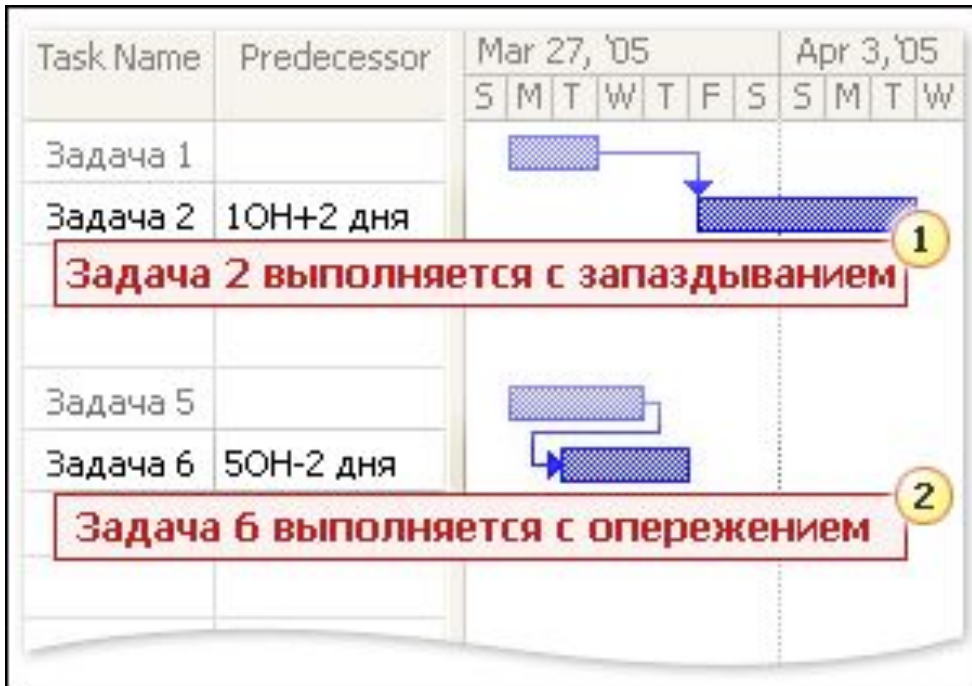 Task Name Predecessor Mar 27, '05 Apr 3,'05
S M T W T F S S M T W
Задача 1
Задача 2 1ОН+2 дня
1
Задача 2 выполняется с запаздыванием
Задача 5
Задача 6 5ОН-2 дня
2
Задача 6 выполняется с опережением